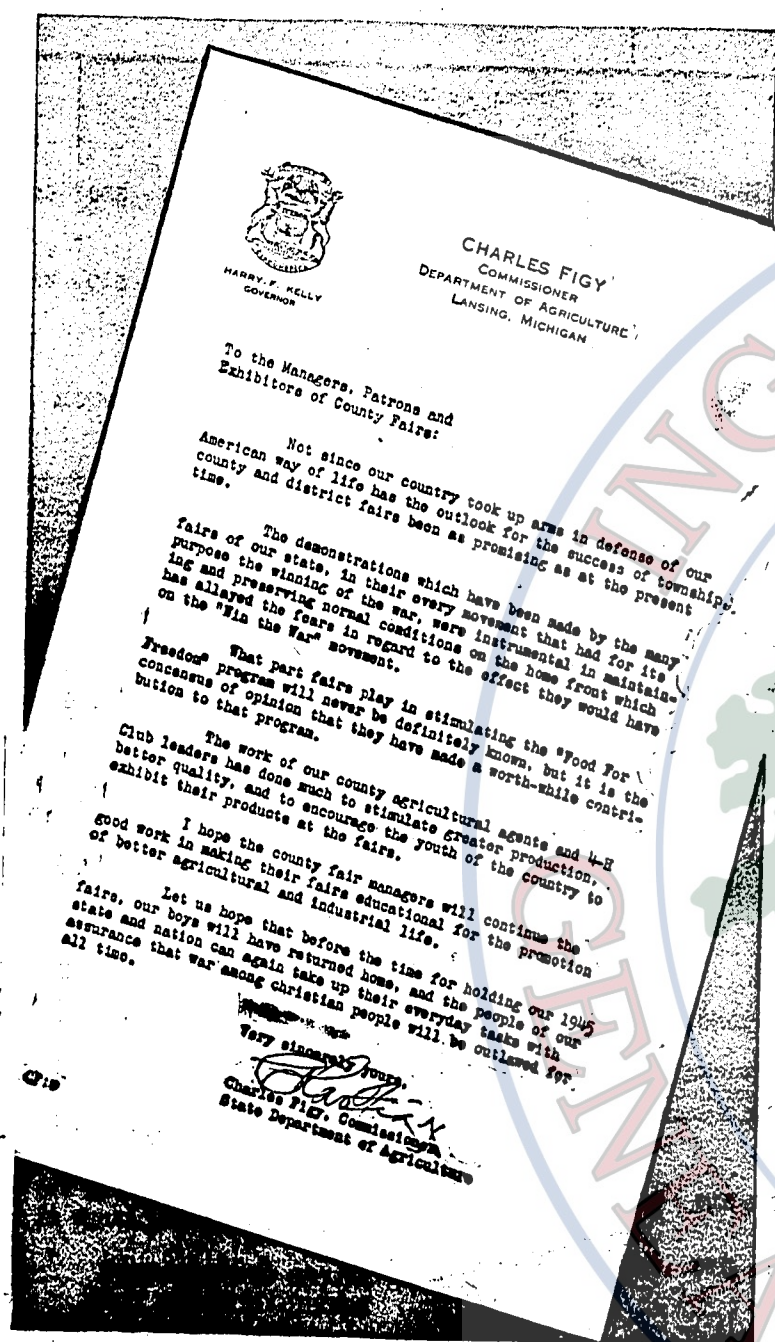 HARRY. F. KELLY
GOVERNOR
CHARLES FIGY
COMMISSIONER
DEPARTMENT OF AGRICULTURE
LANSING, MICHIGAN
To the Managers, Patrons and
Exhibitors of County Fairs:
Not since our country took up arms in defense of our
American way of life has the outlook for the success of township,
county and district fairs been as promising as at the present
time.
The demonstrations which have been made by the many
fairs of our state, in their every movement that had for its
purpose the winning of the war, were instrumental in maintain-
ing and preserving normal conditions on the home front which
has allayed the fears in regard to the effect they would have
on the "Win the War" movement.
What part fairs play in stimulating the "Food For
Freedom" program will never be definitely known, but it is the
concensus of opinion that they have made a worth-while contri-
bution to that program.
The work of our county agricultural agents and 4-H
Club leaders has done much to stimulate greater production,
better quality, and to encourage the youth of the country to
exhibit their products at the fairs.
I hope the county fair managers will continue the
good work in making their fairs educational for the promotion
of better agricultural and industrial life.
Let us hope that before the time for holding our 1945
fairs, our boys will have returned home, and the people of our
state and nation can again take up their everyday tasks with
assurance that war among christian people will be outlawed for
all time.
Very sincerely yours,
Charles Figy, Commissioner
State Department of Agriculture
ING
GEN